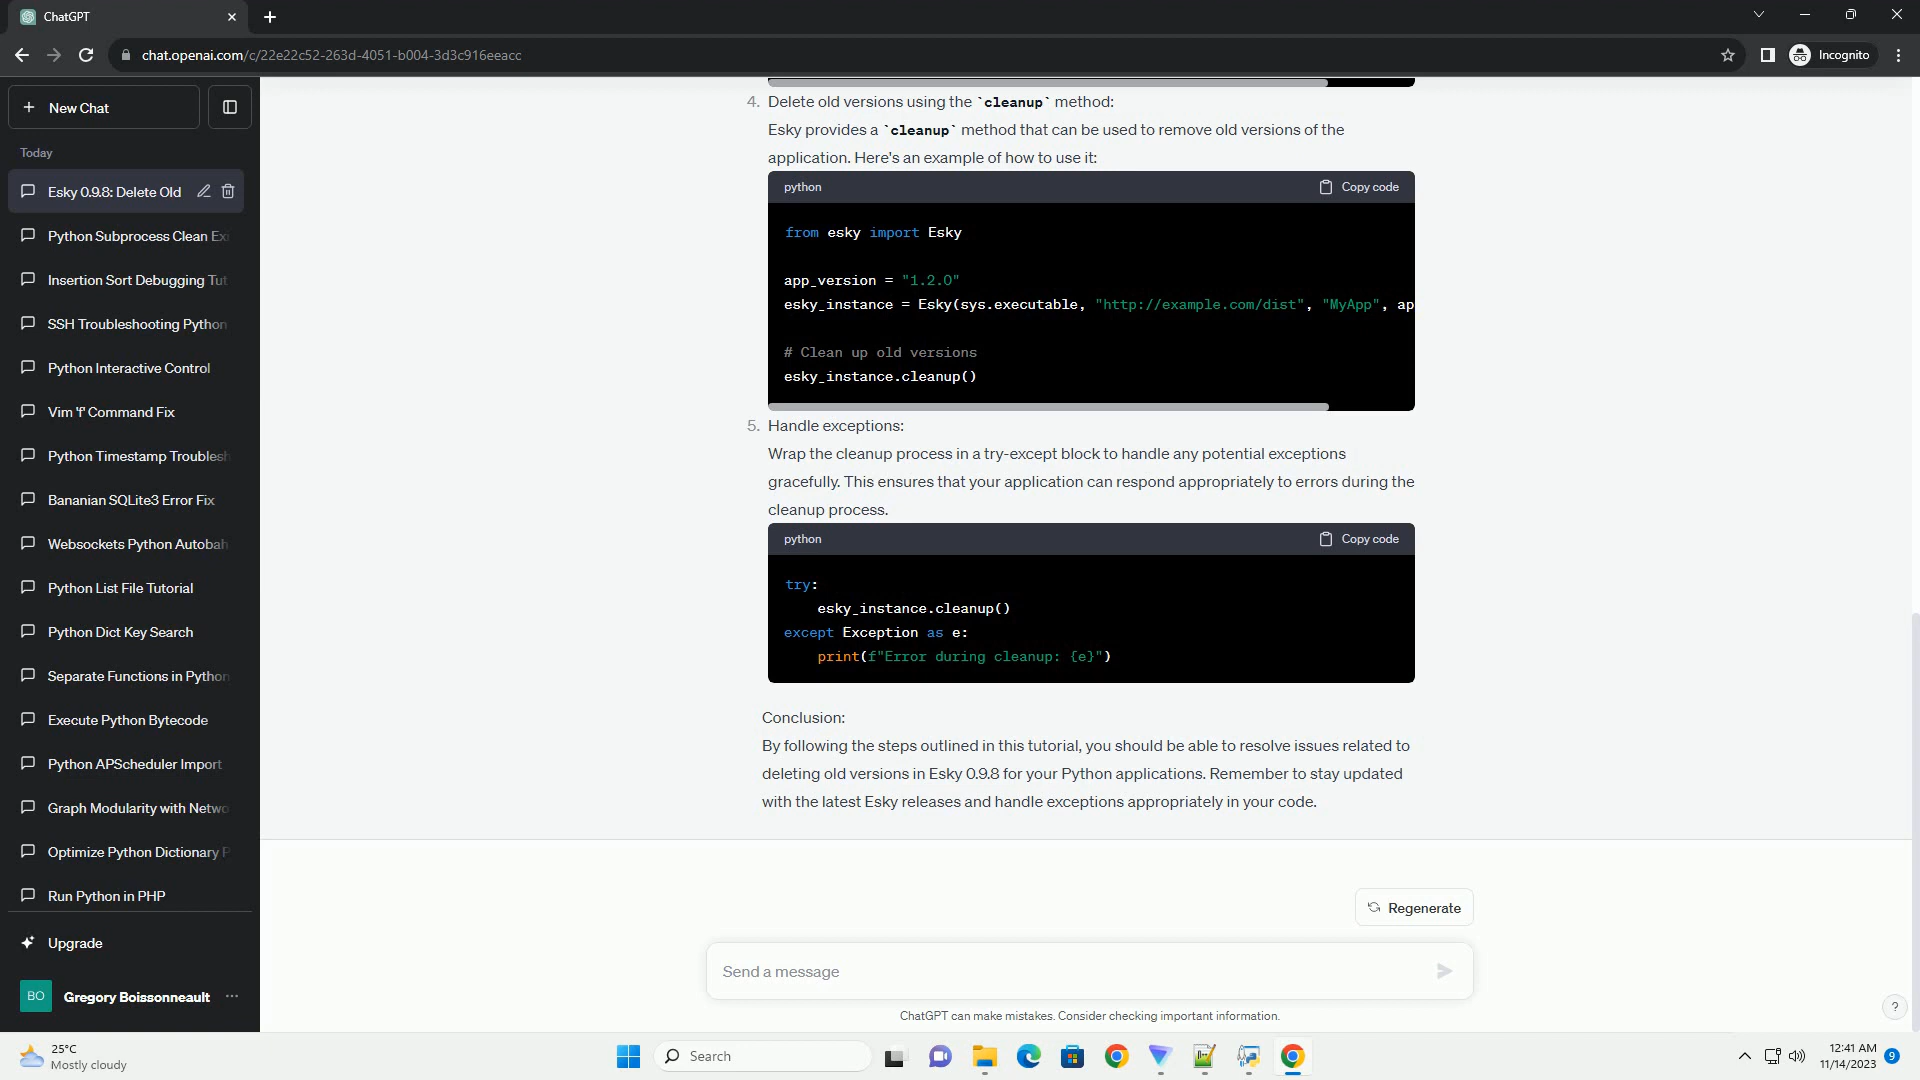 ChatGPT
chat.openai.com/c/22e22c52-263d-4051-b004-3d3c916eeacc
Incognito
New Chat
Today
Esky 0.9.8: Delete Old
Python Subprocess Clean Ex
Insertion Sort Debugging Tut
SSH Troubleshooting Python
Python Interactive Control
Vim 'f' Command Fix
Python Timestamp Troublesh
Bananian SQLite3 Error Fix
Websockets Python Autobah
Python List File Tutorial
Python Dict Key Search
Separate Functions in Python
Execute Python Bytecode
Python APScheduler Import
Graph Modularity with Netwo
Optimize Python Dictionary P
Run Python in PHP
Upgrade
BO Gregory Boissonneault
4. Delete old versions using the `cleanup` method:
Esky provides a `cleanup` method that can be used to remove old versions of the
application. Here's an example of how to use it:
python Copy code
from esky import Esky
app_version = "1.2.0"
esky_instance = Esky(sys.executable, "http://example.com/dist", "MyApp", ap
# Clean up old versions
esky_instance.cleanup()
5. Handle exceptions:
Wrap the cleanup process in a try-except block to handle any potential exceptions
gracefully. This ensures that your application can respond appropriately to errors during the
cleanup process.
python Copy code
try:
esky_instance.cleanup()
except Exception as e:
print(f"Error during cleanup: {e}")
Conclusion:
By following the steps outlined in this tutorial, you should be able to resolve issues related to
deleting old versions in Esky 0.9.8 for your Python applications. Remember to stay updated
with the latest Esky releases and handle exceptions appropriately in your code.
Regenerate
Send a message
ChatGPT can make mistakes. Consider checking important information.
?
25°C
Mostly cloudy
Search
12:41 AM
11/14/2023
9